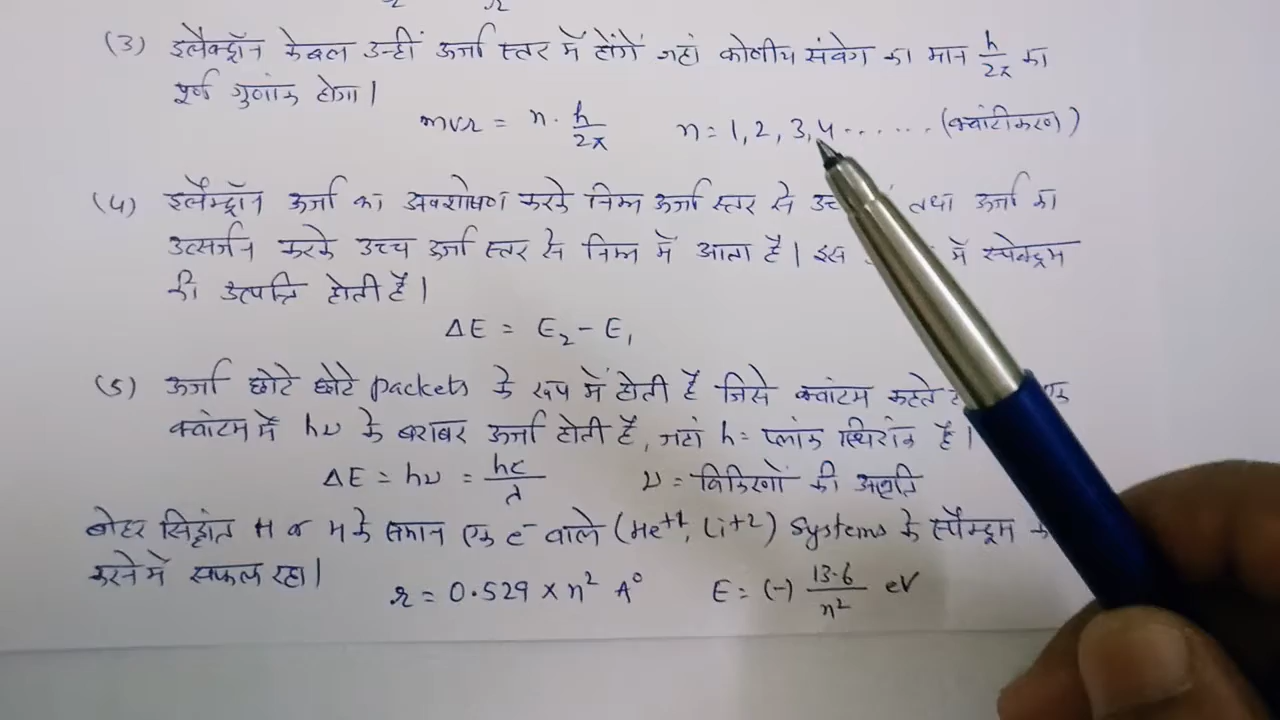 (3) इलैक्ट्रॉन केवल उन्हीं ऊर्जा स्तर में होंगें जहां कोणीय संवेग का मान h/2π का
पूर्ण गुणांक होगा।
mvr = n. h/2π n = 1, 2, 3, 4 ...... (क्वांटीकरण)
(4) इलैक्ट्रॉन ऊर्जा का अवशोषण करके निम्न ऊर्जा स्तर से तथा ऊर्जा का
उत्सर्जन करके उच्च ऊर्जा स्तर से निम्न में आता है। इस में स्पेक्ट्रम
की उत्पत्ति होती है।
ΔE = E₂ - E₁
(5) ऊर्जा छोटे छोटे packets के रूप में होती है जिसे क्वांटम कहते एक
क्वांटम में hν के बराबर ऊर्जा होती है, जहां h = प्लांक स्थिरांक है।
ΔE = hν = hc/λ ν = विकिरणों की आवृत्ति
बोहर सिद्धांत H व H के समान एक e⁻ वाले (He+1, Li+2) Systems के स्पैक्ट्रम
करने में सफल रहा।
r = 0.529 × n² A° E = (-) 13.6/n² eV